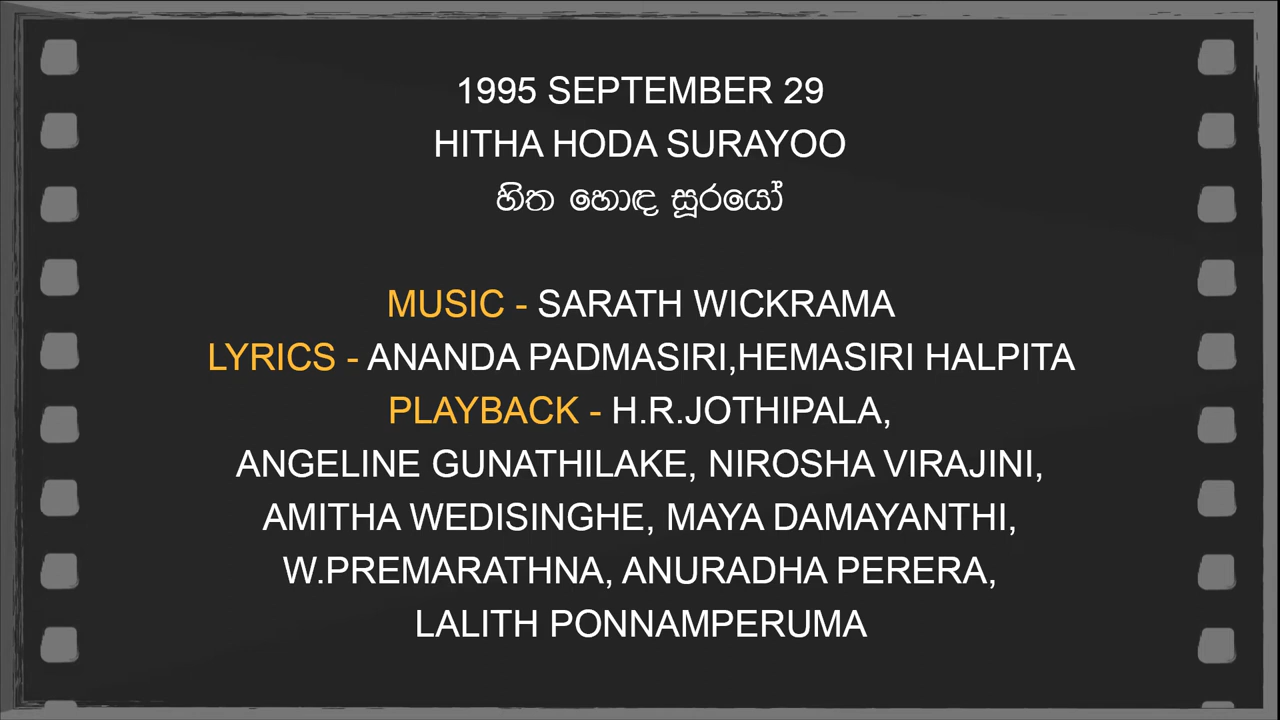 1995 SEPTEMBER 29
HITHA HODA SURAYOO
හිත හොඳ සූරයෝ
MUSIC - SARATH WICKRAMA
LYRICS - ANANDA PADMASIRI,HEMASIRI HALPITA
PLAYBACK - H.R.JOTHIPALA,
ANGELINE GUNATHILAKE, NIROSHA VIRAJINI,
AMITHA WEDISINGHE, MAYA DAMAYANTHI,
W.PREMARATHNA, ANURADHA PERERA,
LALITH PONNAMPERUMA